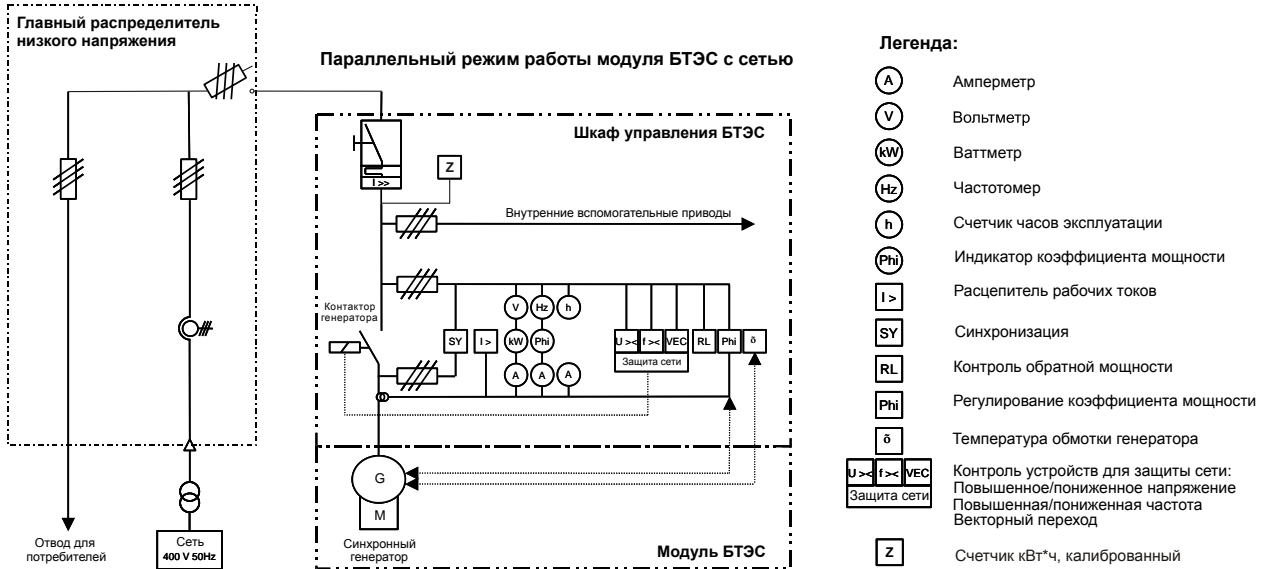 Главный распределитель
низкого напряжения
Параллельный режим работы модуля БТЭС с сетью
Шкаф управления БТЭС
I >>
Z
Внутренние вспомогательные приводы
Контактор
генератора
V Hz h
SY I > kW Phi U >< f >< VEC RL Phi õ
Защита сети
A A A
G
M
Синхронный
генератор
Модуль БТЭС
Отвод для
потребителей
Сеть
400 V 50Hz
Легенда:
A Амперметр
V Вольтметр
kW Ваттметр
Hz Частотомер
h Счетчик часов эксплуатации
Phi Индикатор коэффициента мощности
I > Расцепитель рабочих токов
SY Синхронизация
RL Контроль обратной мощности
Phi Регулирование коэффициента мощности
õ Температура обмотки генератора
U >< f >< VEC Контроль устройств для защиты сети:
Защита сети Повышенное/пониженное напряжение
Повышенная/пониженная частота
Векторный переход
Z Счетчик кВт*ч, калиброванный